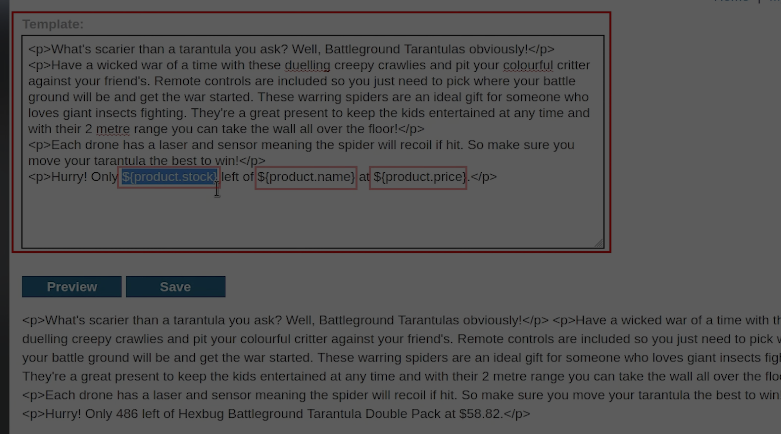 Template:
<p>What's scarier than a tarantula you ask? Well, Battleground Tarantulas obviously!</p>
<p>Have a wicked war of a time with these duelling creepy crawlies and pit your colourful critter
against your friend's. Remote controls are included so you just need to pick where your battle
ground will be and get the war started. These warring spiders are an ideal gift for someone who
loves giant insects fighting. They're a great present to keep the kids entertained at any time and
with their 2 metre range you can take the wall all over the floor!</p>
<p>Each drone has a laser and sensor meaning the spider will recoil if hit. So make sure you
move your tarantula the best to win!</p>
<p>Hurry! Only ${product.stock} left of ${product.name} at ${product.price}.</p>
Preview
Save
<p>What's scarier than a tarantula you ask? Well, Battleground Tarantulas obviously!</p> <p>Have a wicked war of a time with
duelling creepy crawlies and pit your colourful critter against your friend's. Remote controls are included so you just need to pick
your battle ground will be and get the war started. These warring spiders are an ideal gift for someone who loves giant insects
They're a great present to keep the kids entertained at any time and with their 2 metre range you can take the wall all over the
<p>Each drone has a laser and sensor meaning the spider will recoil if hit. So make sure you move your tarantula the best to win
<p>Hurry! Only 486 left of Hexbug Battleground Tarantula Double Pack at $58.82.</p>